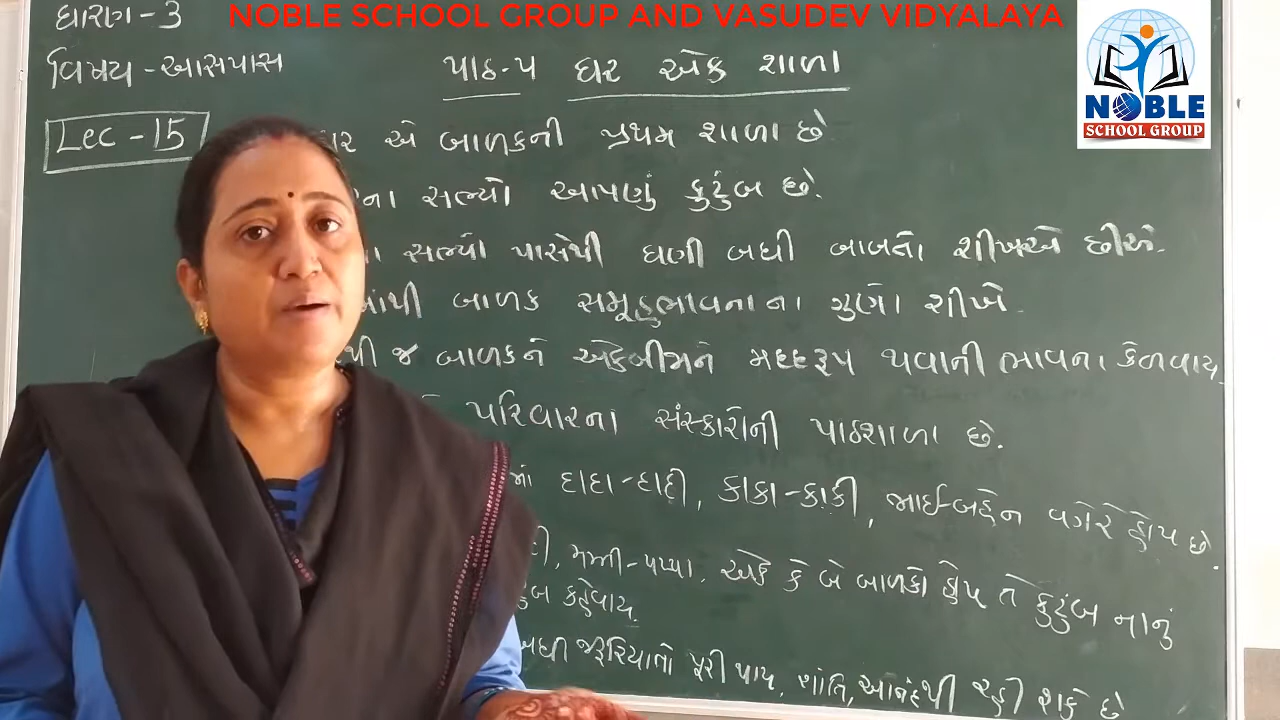 NOBLE SCHOOL GROUP AND VASUDEV VIDYALAYA
NOBLE
SCHOOL GROUP
ધોરણ - 3
વિષય - આસપાસ
પાઠ-૫ ઘર એક શાળા
Lec - 15
એ બાળકની પ્રથમ શાળા છે
સભ્યો આપણું કુટુંબ છે.
સભ્યો પાસેથી ઘણી બધી બાબતો શીખએ છીએ.
બાળક સમૂહભાવનાના ગુણો શીખે.
જ બાળકને એકબીજાને મદદરૂપ થવાની ભાવના કેળવાય.
પરિવારના સંસ્કારોની પાઠશાળા છે.
દાદા-દાદી, કાકા-કાકી, ભાઈ-બહેન વગેરે હોય છે.
મમ્મી-પપ્પા. એક કે બે બાળકો હોય તે કુટુંબ નાનું
કહેવાય.
બધી જરૂરિયાતો પૂરી થાય, શાંતિ, આનંદથી રહી શકે છે